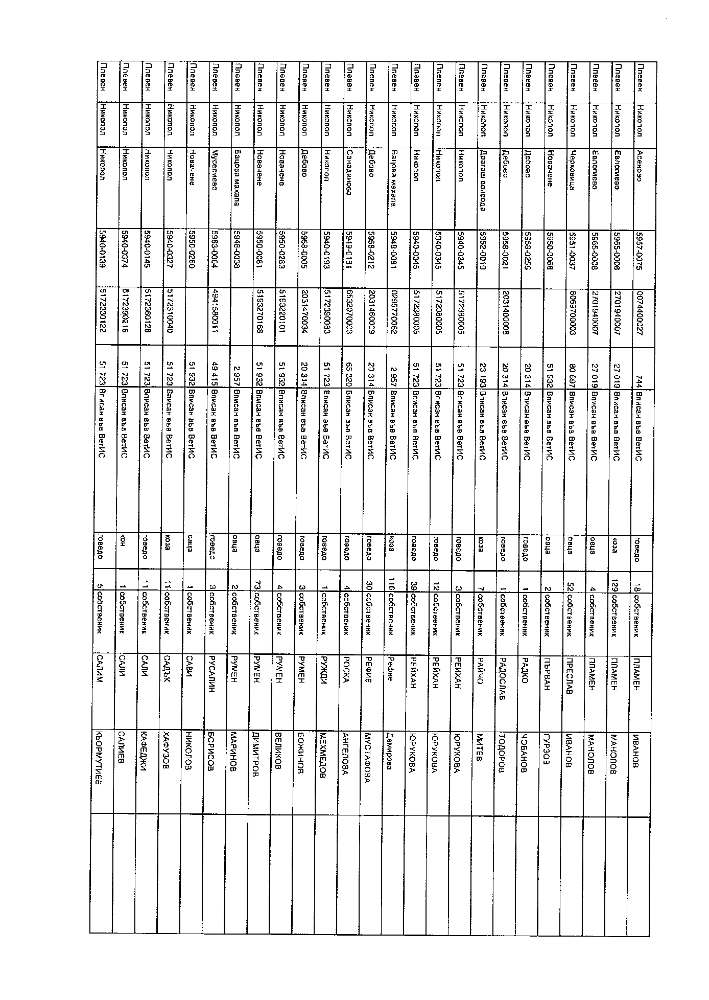 Плевен Никопол Асеново 5957-0075 0074400027 744 Вписан във ВетИС говедо 18 собственик ПЛАМЕН ИВАНОВ
Плевен Никопол Евлогиево 5965-0008 2701940007 27 019 Вписан във ВетИС коза 129 собственик ПЛАМЕН МАНОЛОВ
Плевен Никопол Евлогиево 5965-0008 2701940007 27 019 Вписан във ВетИС овца 4 собственик ПЛАМЕН МАНОЛОВ
Плевен Никопол Черковица 5951-0037 8069700003 80 697 Вписан във ВетИС овца 52 собственик ПРЕСЛАВ ИВАНОВ
Плевен Никопол Новачене 5950-0068 51 932 Вписан във ВетИС овца 2 собственик ПЪРВАН ГУРЗОВ
Плевен Никопол Дебово 5958-0256 20 314 Вписан във ВетИС говедо 1 собственик РАДКО ЧОБАНОВ
Плевен Никопол Дебово 5958-0021 2031400008 20 314 Вписан във ВетИС говедо 1 собственик РАДОСЛАВ ТОДОРОВ
Плевен Никопол Драгаш войвода 5952-0010 23 193 Вписан във ВетИС коза 7 собственик РАЙЧО МИТЕВ
Плевен Никопол Никопол 5940-0345 5172380005 51 723 Вписан във ВетИС говедо 3 собственик РЕЙХАН ЮРУКОВА
Плевен Никопол Никопол 5940-0345 5172380005 51 723 Вписан във ВетИС говедо 12 собственик РЕЙХАН ЮРУКОВА
Плевен Никопол Никопол 5940-0345 5172380005 51 723 Вписан във ВетИС говедо 39 собственик РЕЙХАН ЮРУКОВА
Плевен Никопол Бацова махала 5948-0081 0295770062 2 957 Вписан във ВетИС коза 116 собственик Рефие Демирова
Плевен Никопол Дебово 5958-0212 2031460009 20 314 Вписан във ВетИС говедо 30 собственик РЕФИЕ МУСТАФОВА
Плевен Никопол Санадиново 5949-0181 6532070003 65 320 Вписан във ВетИС говедо 4 собственик РОСКА АНГЕЛОВА
Плевен Никопол Никопол 5940-0193 5172390083 51 723 Вписан във ВетИС говедо 1 собственик РУЖДИ МЕХМЕДОВ
Плевен Никопол Дебово 5958-0005 2031470034 20 314 Вписан във ВетИС говедо 3 собственик РУМЕН БОЖИНОВ
Плевен Никопол Новачене 5950-0283 5193220101 51 932 Вписан във ВетИС говедо 4 собственик РУМЕН ВЕЛИКОВ
Плевен Никопол Новачене 5950-0081 5193270168 51 932 Вписан във ВетИС овца 73 собственик РУМЕН ДИМИТРОВ
Плевен Никопол Бацова махала 5948-0038 2 957 Вписан във ВетИС овца 2 собственик РУМЕН МАРИНОВ
Плевен Никопол Муселиево 5963-0004 4941580011 49 415 Вписан във ВетИС говедо 3 собственик РУСАЛИН БОРИСОВ
Плевен Никопол Новачене 5950-0260 51 932 Вписан във ВетИС овца 1 собственик САВИ НИКОЛОВ
Плевен Никопол Никопол 5940-0327 5172310040 51 723 Вписан във ВетИС коза 11 собственик САДЪК ХАФУЗОВ
Плевен Никопол Никопол 5940-0145 5172360128 51 723 Вписан във ВетИС говедо 11 собственик САЛИ КАФЕДЖИ
Плевен Никопол Никопол 5940-0374 5172390216 51 723 Вписан във ВетИС кон 1 собственик САЛИ САЛИЕВ
Плевен Никопол Никопол 5940-0139 5172330122 51 723 Вписан във ВетИС говедо 5 собственик САЛИМ КЬОРМУТИЕВ